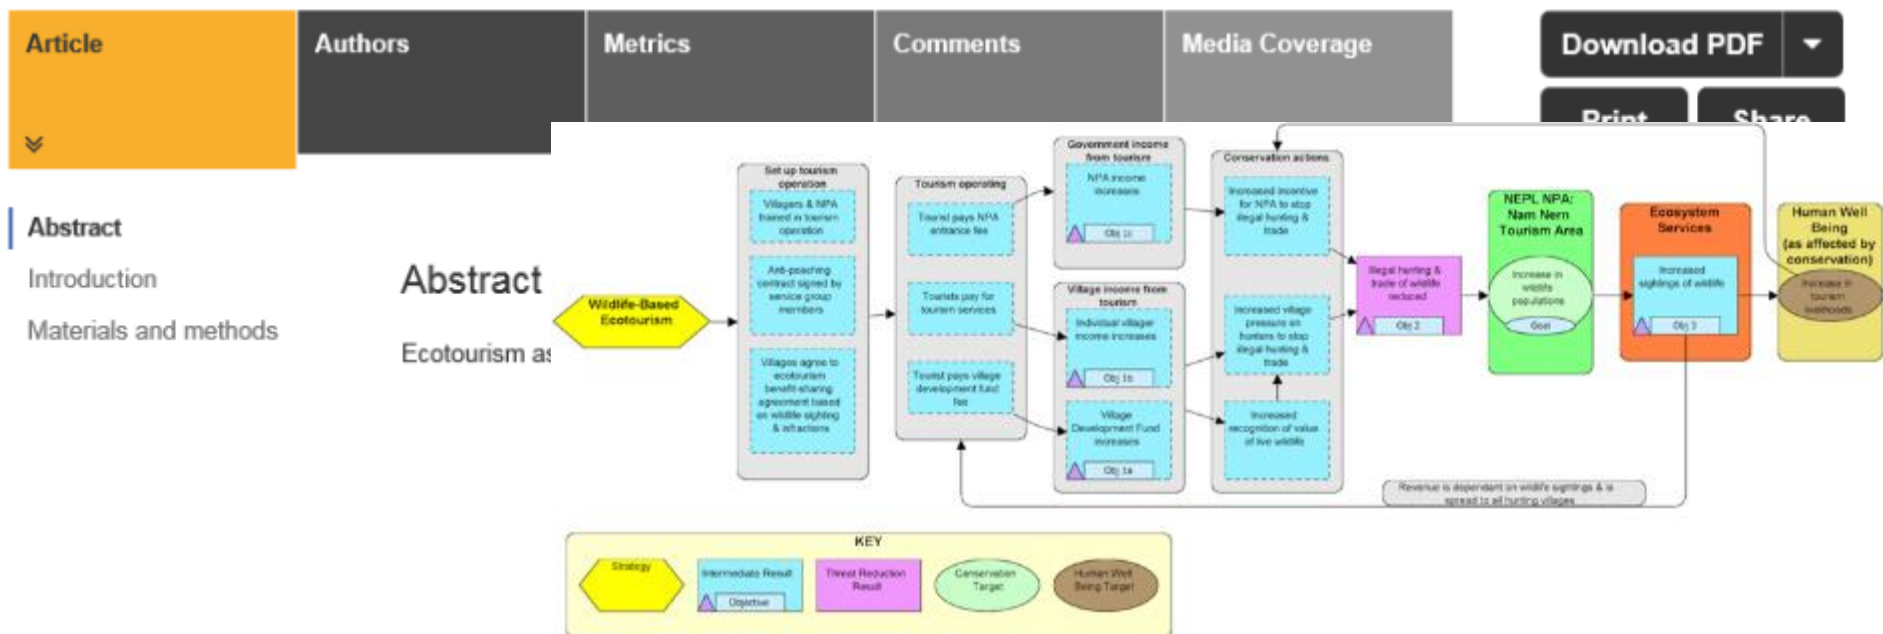 Article
Authors
Metrics
Comments
Media Coverage
Download PDF
Print
Share
Abstract
Introduction
Materials and methods
Abstract
Ecotourism as
Wildlife-Based
Ecotourism
Set up tourism
operation
Villagers & NPA
trained in tourism
operation
Anti-poaching
contract signed by
service group
members
Villages agree to
ecotourism
benefit-sharing
agreement based
on wildlife sighting
& infractions
Tourism operating
Tourist pays NPA
entrance fee
Tourists pay for
tourism services
Tourist pays village
development fund
fee
Government income
from tourism
NPA income
increases
Obj 1c
Village income from
tourism
Individual villager
income increases
Obj 1b
Village
Development Fund
increases
Obj 1a
Conservation actions
Increased incentive
for NPA to stop
illegal hunting &
trade
Increased village
pressure on
hunters to stop
illegal hunting &
trade
Increased
recognition of value
of live wildlife
Illegal hunting &
trade of wildlife
reduced
Obj 2
NEPL NPA:
Nam Nern
Tourism Area
Increase in
wildlife
populations
Goal
Ecosystem
Services
Increased
sightings of wildlife
Obj 3
Human Well
Being
(as affected by
conservation)
Increase in
tourism
livelihoods
Revenue is dependant on wildlife sightings & is
spread to all hunting villages
KEY
Strategy
Intermediate Result
Objective
Threat Reduction
Result
Conservation
Target
Human Well
Being Target